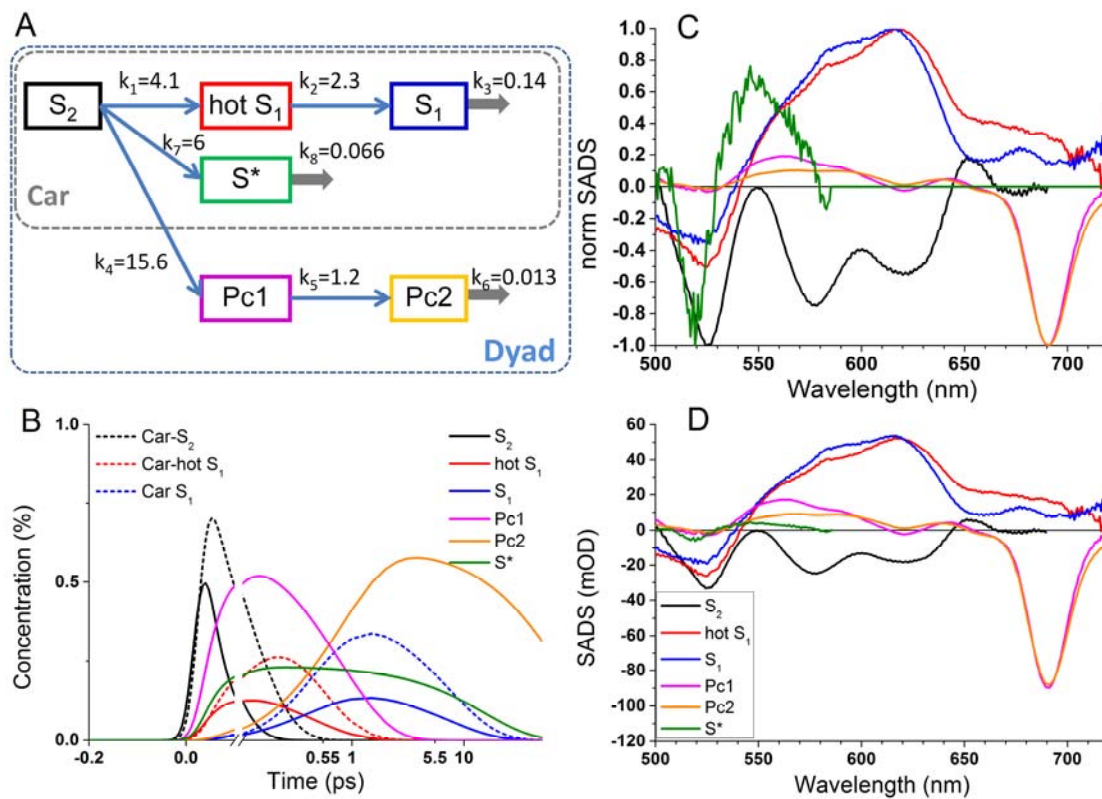 A
S₂
k₁=4.1
hot S₁
k₂=2.3
S₁
k₃=0.14
k₇=6
S*
k₈=0.066
Car
k₄=15.6
Pc1
k₅=1.2
Pc2
k₆=0.013
Dyad
B
Concentration (%)
1.0
0.5
0.0
Car-S₂
Car-hot S₁
Car S₁
S₂
hot S₁
S₁
Pc1
Pc2
S*
-0.2
0.0
0.55
1
5.5
10
Time (ps)
C
norm SADS
1.0
0.8
0.6
0.4
0.2
0.0
-0.2
-0.4
-0.6
-0.8
-1.0
500
550
600
650
700
Wavelength (nm)
D
SADS (mOD)
60
40
20
0
-20
-40
-60
-80
-100
-120
S₂
hot S₁
S₁
Pc1
Pc2
S*
500
550
600
650
700
Wavelength (nm)